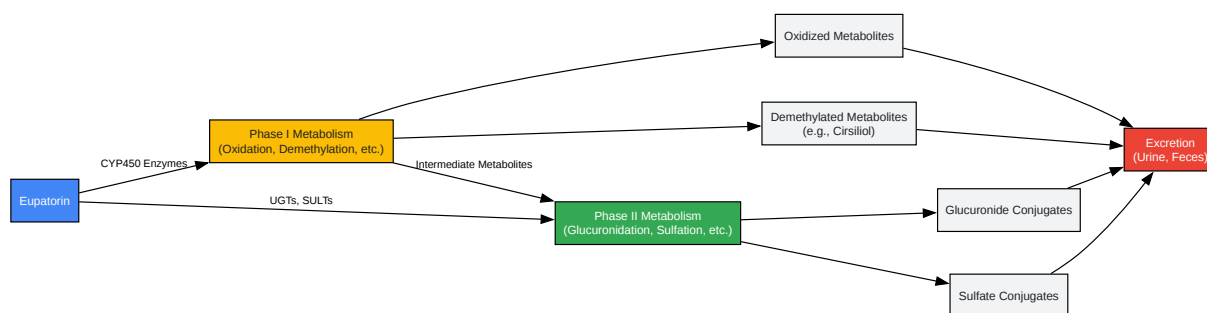 Oxidized Metabolites
Demethylated Metabolites
(e.g., Cirsiliol)
Phase I Metabolism
(Oxidation, Demethylation, etc.)
Excretion
(Urine, Feces)
CYP450 Enzymes
Intermediate Metabolites
Eupatorin
UGTs, SULTs
Phase II Metabolism
(Glucuronidation, Sulfation, etc.)
Glucuronide Conjugates
Sulfate Conjugates